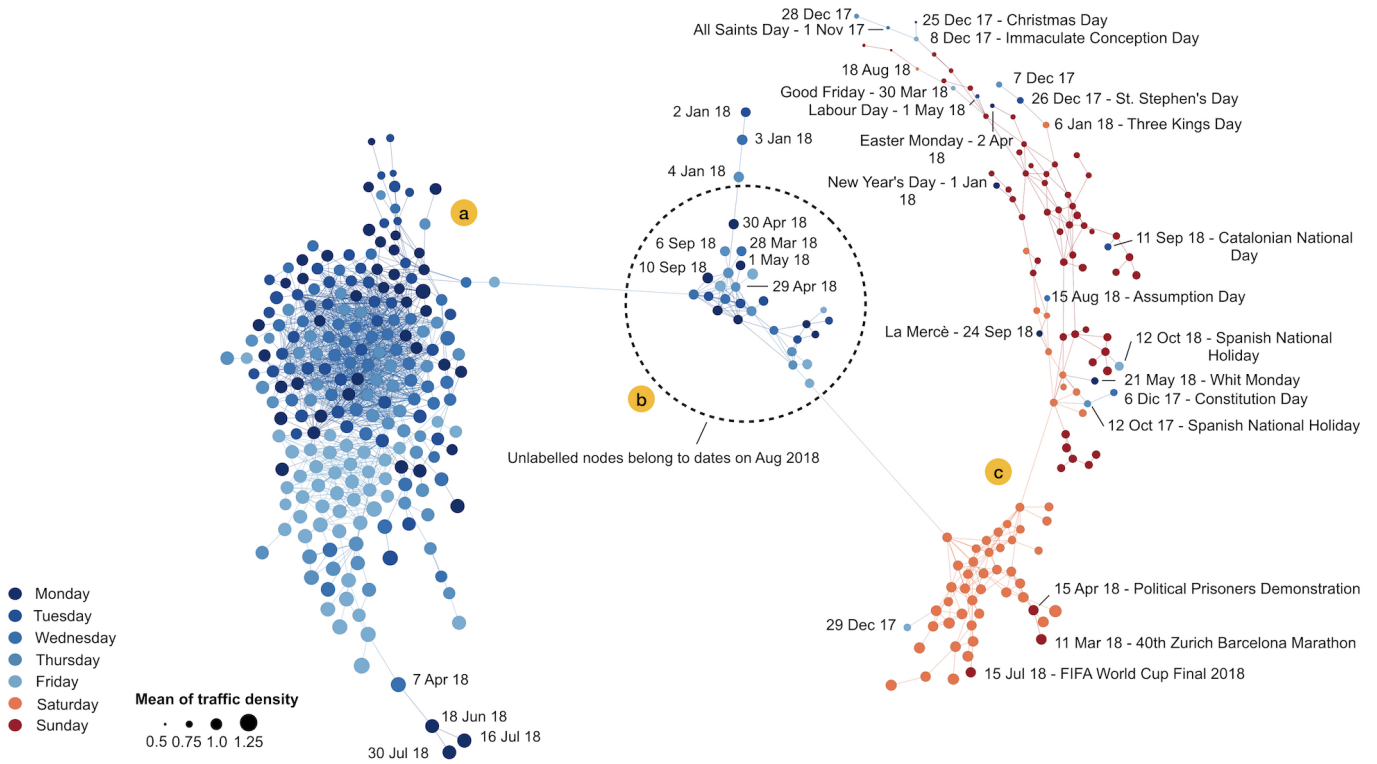 28 Dec 17
All Saints Day - 1 Nov 17
25 Dec 17 - Christmas Day
8 Dec 17 - Immaculate Conception Day
18 Aug 18
7 Dec 17
Good Friday - 30 Mar 18
26 Dec 17 - St. Stephen's Day
Labour Day - 1 May 18
6 Jan 18 - Three Kings Day
Easter Monday - 2 Apr
18
New Year's Day - 1 Jan
18
2 Jan 18
3 Jan 18
4 Jan 18
a
30 Apr 18
6 Sep 18
28 Mar 18
1 May 18
10 Sep 18
29 Apr 18
11 Sep 18 - Catalonian National
Day
15 Aug 18 - Assumption Day
La Mercè - 24 Sep 18
12 Oct 18 - Spanish National
Holiday
21 May 18 - Whit Monday
6 Dic 17 - Constitution Day
12 Oct 17 - Spanish National Holiday
b
Unlabelled nodes belong to dates on Aug 2018
c
15 Apr 18 - Political Prisoners Demonstration
29 Dec 17
11 Mar 18 - 40th Zurich Barcelona Marathon
15 Jul 18 - FIFA World Cup Final 2018
7 Apr 18
18 Jun 18
16 Jul 18
30 Jul 18
Monday
Tuesday
Wednesday
Thursday
Friday
Saturday
Sunday
Mean of traffic density
0.5 0.75 1.0 1.25